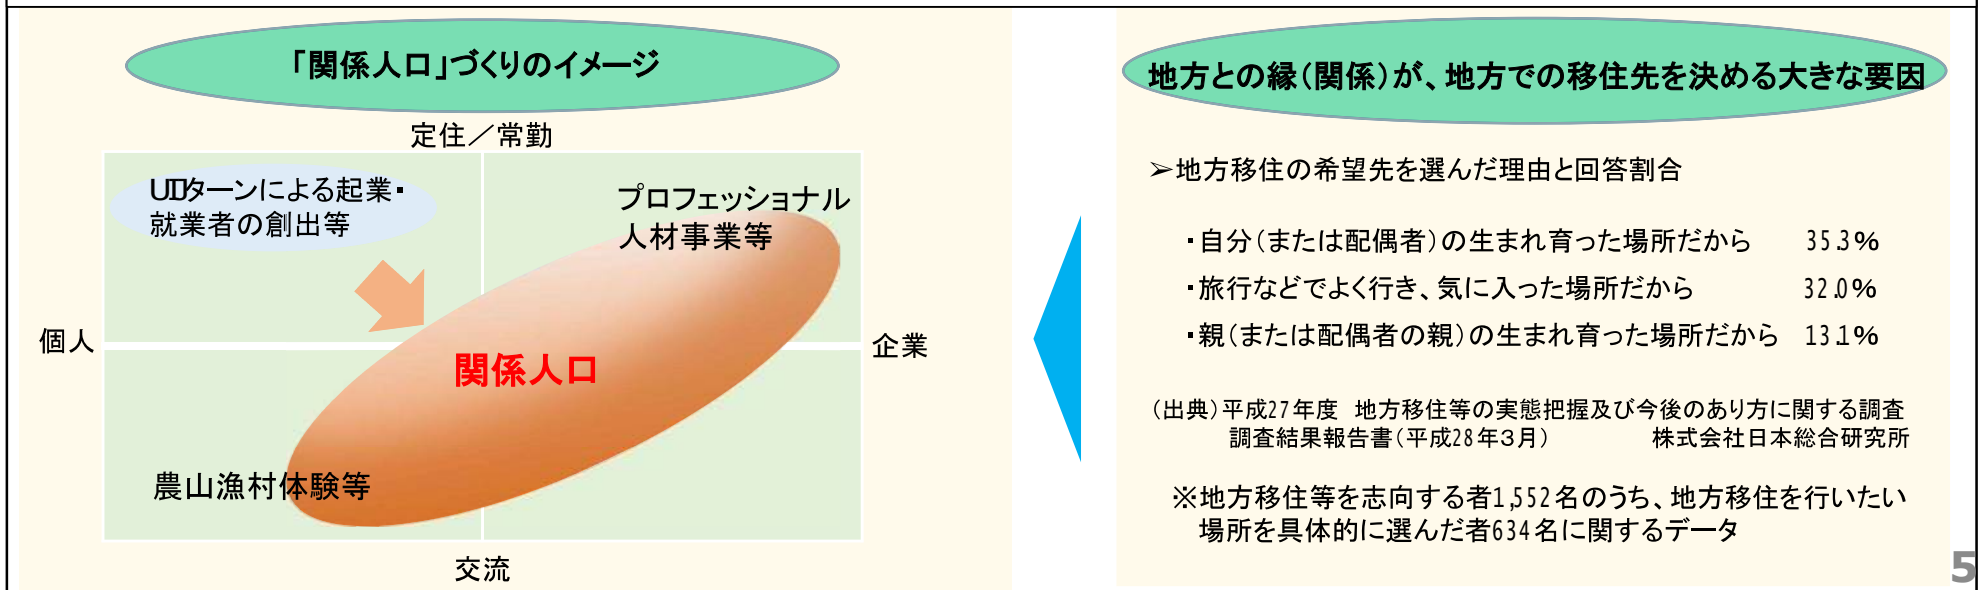 「関係人口」づくりのイメージ
定住／常勤
UIJターンによる起業・
就業者の創出等
プロフェッショナル
人材事業等
個人
関係人口
企業
農山漁村体験等
交流
地方との縁（関係）が、地方での移住先を決める大きな要因
➢地方移住の希望先を選んだ理由と回答割合
・自分（または配偶者）の生まれ育った場所だから　35.3%
・旅行などでよく行き、気に入った場所だから　32.0%
・親（または配偶者の親）の生まれ育った場所だから　13.1%
（出典）平成27年度　地方移住等の実態把握及び今後のあり方に関する調査
調査結果報告書（平成28年3月）　株式会社日本総合研究所
※地方移住等を志向する者1,552名のうち、地方移住を行いたい
場所を具体的に選んだ者634名に関するデータ
5